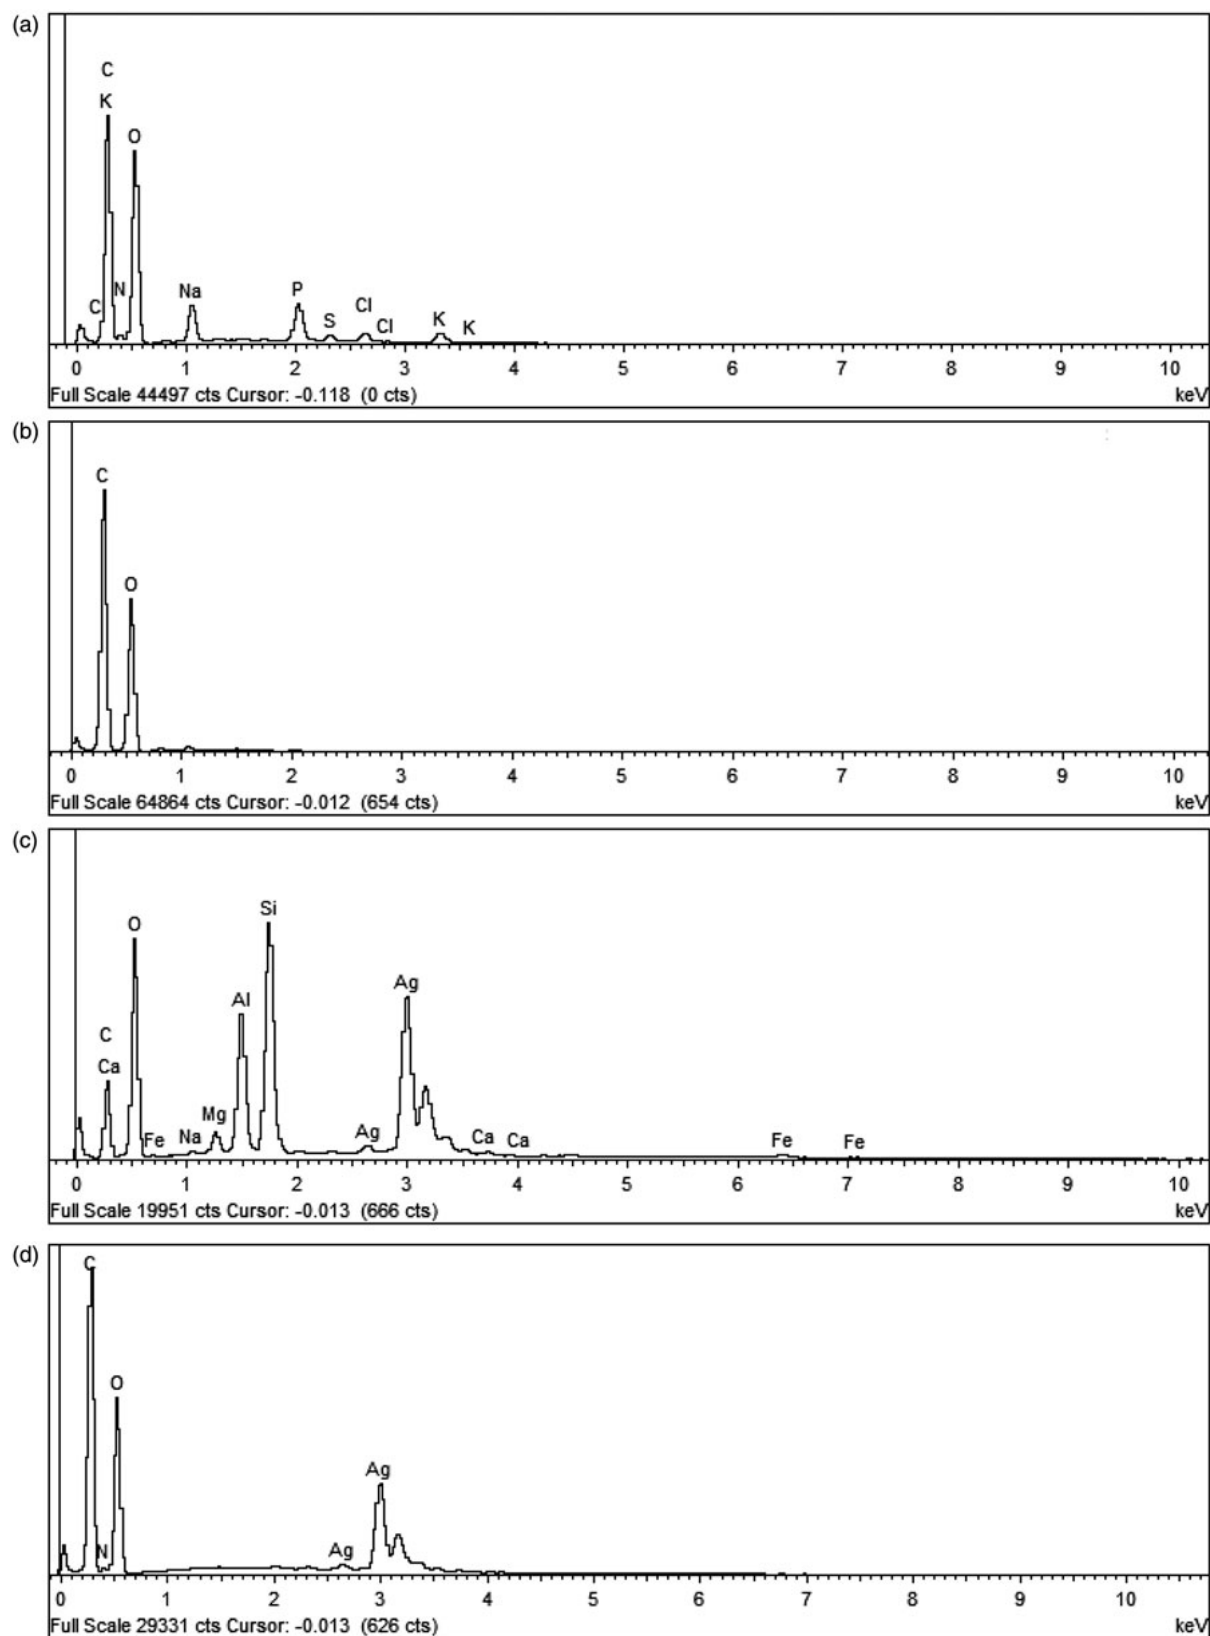 (a)
C
K
O
C
N
Na
P
S
Cl
Cl
K
K
0 1 2 3 4 5 6 7 8 9 10
Full Scale 44497 cts Cursor: -0.118 (0 cts) keV
(b)
C
O
0 1 2 3 4 5 6 7 8 9 10
Full Scale 64864 cts Cursor: -0.012 (654 cts) keV
(c)
Si
O
Ag
Al
C
Ca
Mg
Fe
Na
Ag
Ca
Ca
Fe
Fe
0 1 2 3 4 5 6 7 8 9 10
Full Scale 19951 cts Cursor: -0.013 (666 cts) keV
(d)
C
O
Ag
N
Ag
0 1 2 3 4 5 6 7 8 9 10
Full Scale 29331 cts Cursor: -0.013 (626 cts) keV